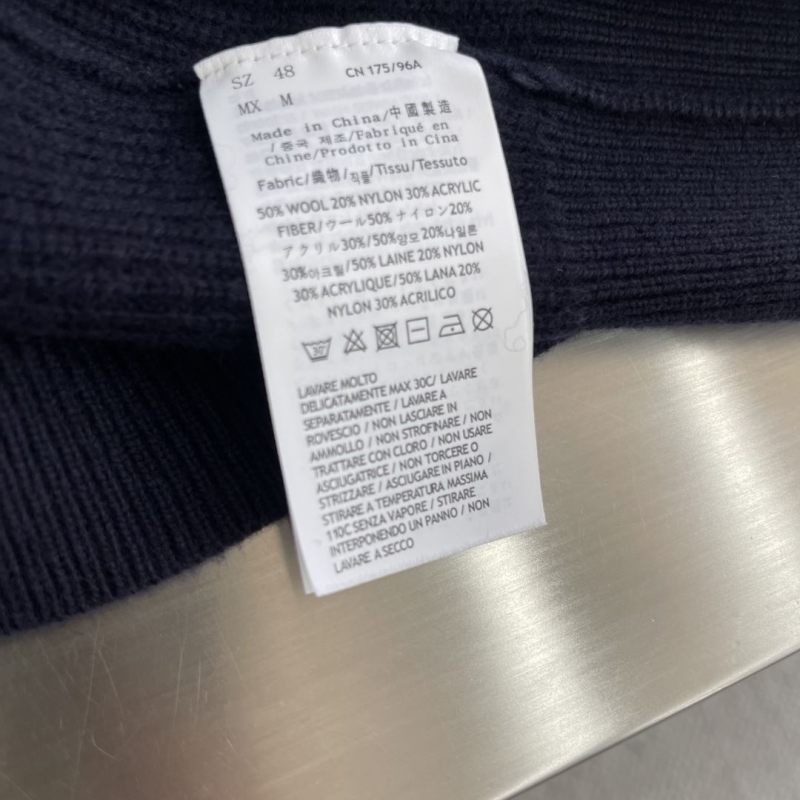 SZ 48 CN 175/96A
MX M
Made in China/中國製造
/중국 제조/Fabriqué en
Chine/Prodotto in Cina
Fabric/織物/직물/Tissu/Tessuto
50% WOOL 20% NYLON 30% ACRYLIC
FIBER/ウール50% ナイロン20%
アクリル30%/50%양모20%나일론
30%아크릴/50% LAINE 20% NYLON
30% ACRYLIQUE/50% LANA 20%
NYLON 30% ACRILICO
30°
LAVARE MOLTO
DELICATAMENTE MAX 30C/ LAVARE
SEPARATAMENTE / LAVARE A
ROVESCIO / NON LASCIARE IN
AMMOLLO / NON STROFINARE / NON
TRATTARE CON CLORO / NON USARE
ASCIUGATRICE / NON TORCERE O
STRIZZARE / ASCIUGARE IN PIANO /
STIRARE A TEMPERATURA MASSIMA
110C SENZA VAPORE / STIRARE
INTERPONENDO UN PANNO / NON
LAVARE A SECCO